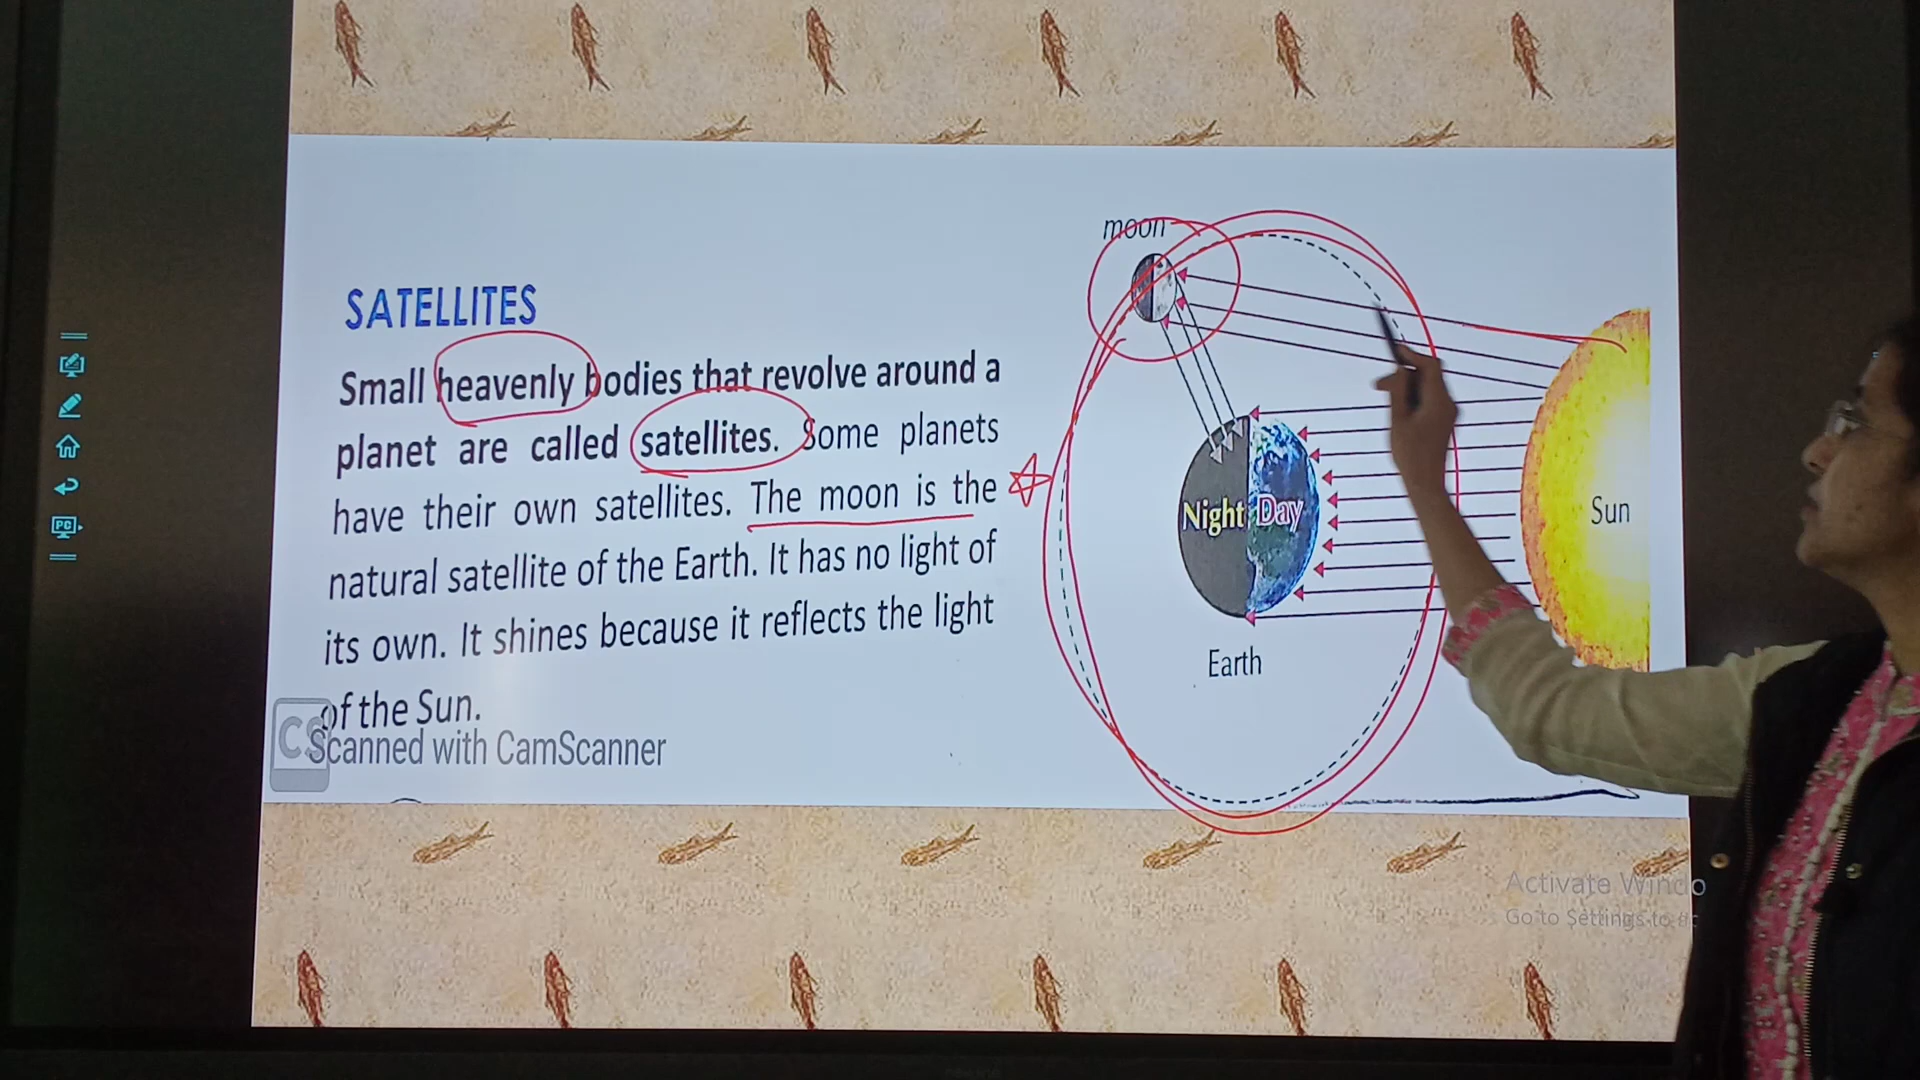 moon
SATELLITES
Small heavenly bodies that revolve around a
planet are called satellites. Some planets
have their own satellites. The moon is the
natural satellite of the Earth. It has no light of
its own. It shines because it reflects the light
of the Sun.
Night Day
Sun
Earth
CS
Scanned with CamScanner
Activate Windo
Go to Settings to ac
PC